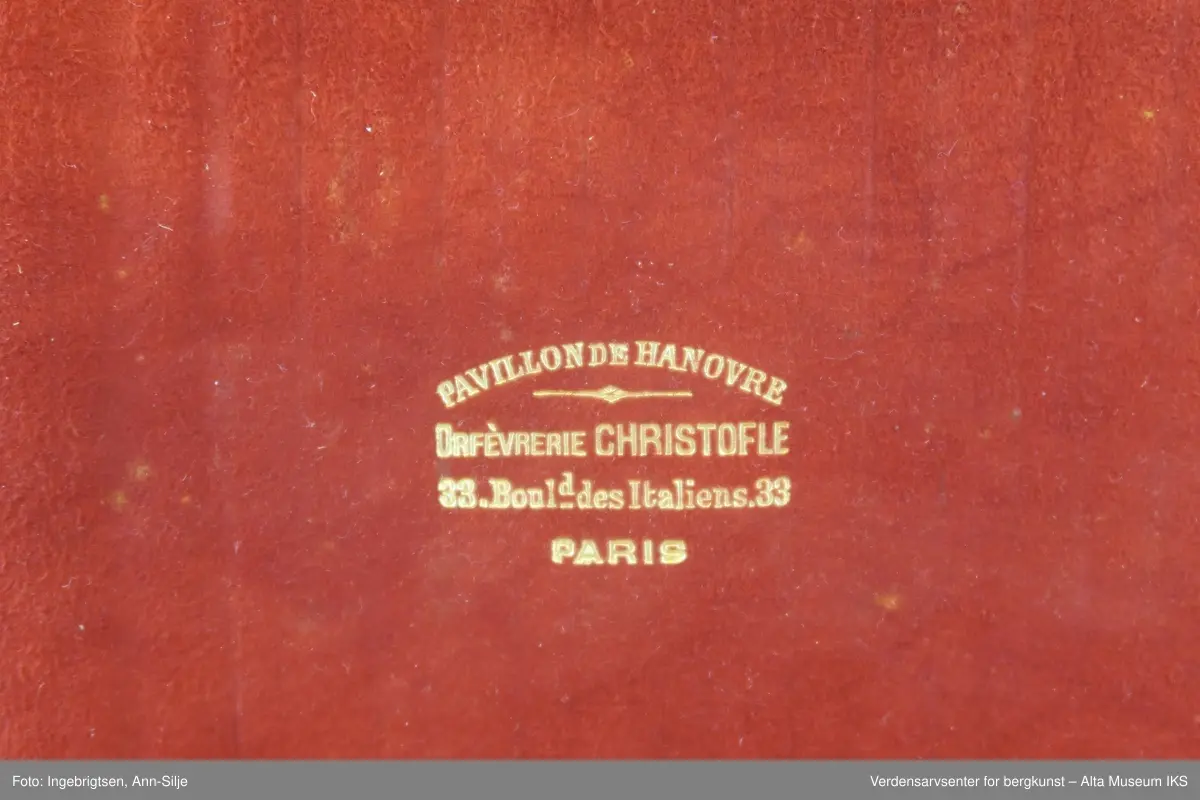 PAVILLON DE HANOVRE
ORFÈVRERIE CHRISTOFLE
33. Bould des Italiens. 33
PARIS
Foto: Ingebrigtsen, Ann-Silje
Verdensarvsenter for bergkunst – Alta Museum IKS